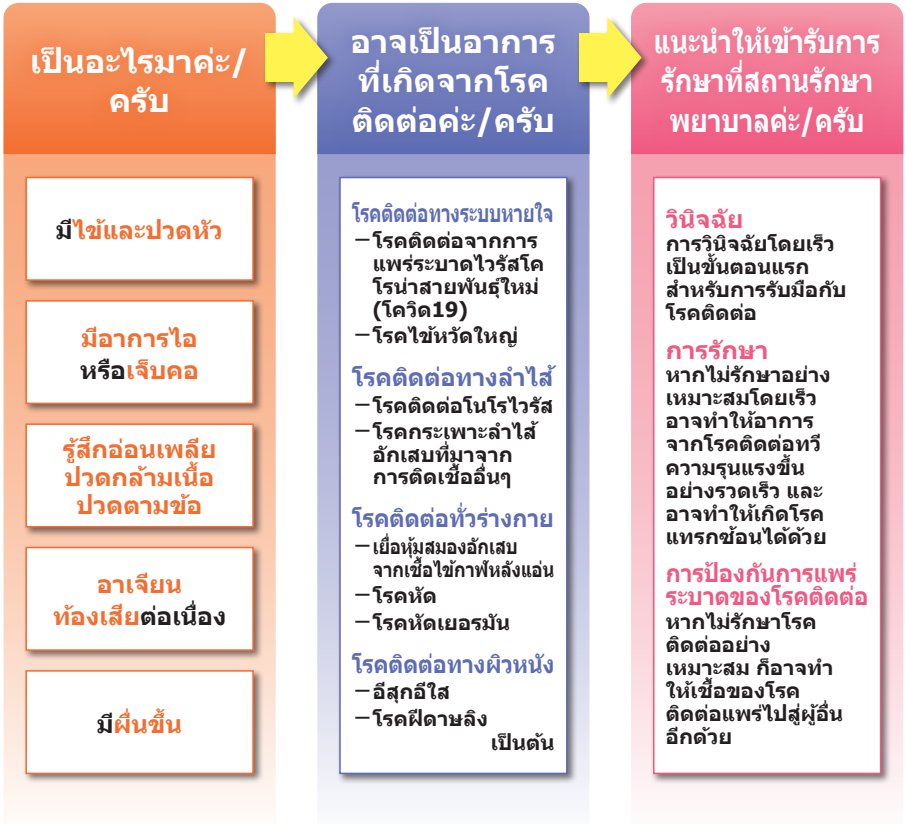 เป็นอะไรมาค่ะ/
ครับ
มีไข้และปวดหัว
มีอาการไอ
หรือเจ็บคอ
รู้สึกอ่อนเพลีย
ปวดกล้ามเนื้อ
ปวดตามข้อ
อาเจียน
ท้องเสียต่อเนื่อง
มีผื่นขึ้น
อาจเป็นอาการ
ที่เกิดจากโรค
ติดต่อค่ะ/ครับ
โรคติดต่อทางระบบหายใจ
−โรคติดต่อจากการ
แพร่ระบาดไวรัสโค
โรน่าสายพันธุ์ใหม่
(โควิด19)
−โรคไข้หวัดใหญ่
โรคติดต่อทางลำไส้
−โรคติดต่อโนโรไวรัส
−โรคกระเพาะลำไส้
อักเสบที่มาจาก
การติดเชื้ออื่นๆ
โรคติดต่อทั่วร่างกาย
−เยื่อหุ้มสมองอักเสบ
จากเชื้อไข้กาฬหลังแอ่น
−โรคหัด
−โรคหัดเยอรมัน
โรคติดต่อทางผิวหนัง
−อีสุกอีใส
−โรคฝีดาษลิง
เป็นต้น
แนะนำให้เข้ารับการ
รักษาที่สถานรักษา
พยาบาลค่ะ/ครับ
วินิจฉัย
การวินิจฉัยโดยเร็ว
เป็นขั้นตอนแรก
สำหรับการรับมือกับ
โรคติดต่อ
การรักษา
หากไม่รักษาอย่าง
เหมาะสมโดยเร็ว
อาจทำให้อาการ
จากโรคติดต่อทวี
ความรุนแรงขึ้น
อย่างรวดเร็ว และ
อาจทำให้เกิดโรค
แทรกซ้อนได้ด้วย
การป้องกันการแพร่
ระบาดของโรคติดต่อ
หากไม่รักษาโรค
ติดต่ออย่าง
เหมาะสม ก็อาจทำ
ให้เชื้อของโรค
ติดต่อแพร่ไปสู่ผู้อื่น
อีกด้วย